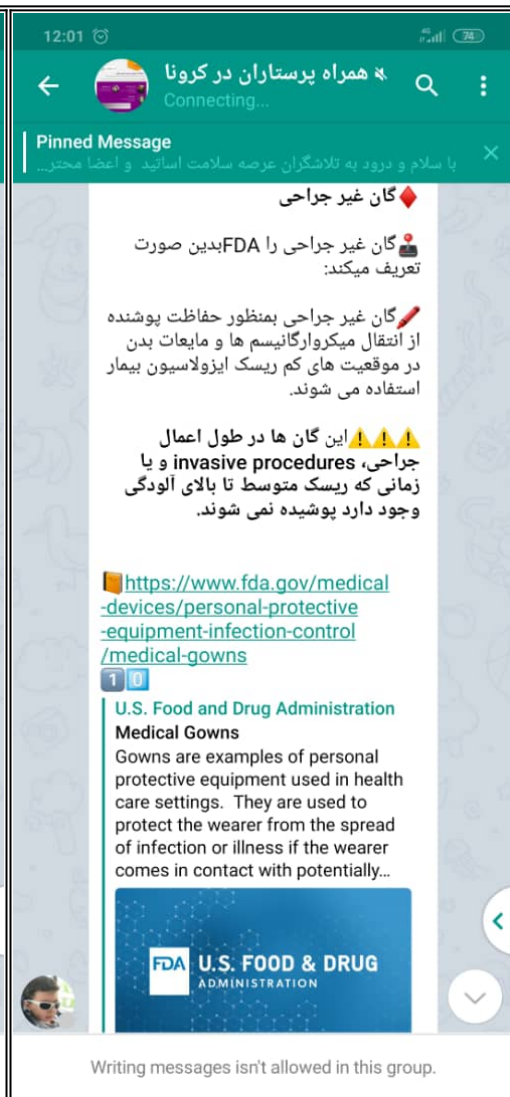 12:01
74
همراه پرستاران در کرونا
Connecting...
Pinned Message
با سلام و درود به تلاشگران عرصه سلامت اساتید و اعضا محتر...
گان غیر جراحی
گان غیر جراحی را FDAبدین صورت
تعریف میکند:
گان غیر جراحی بمنظور حفاظت پوشنده
از انتقال میکروارگانیسم ها و مایعات بدن
در موقعیت های کم ریسک ایزولاسیون بیمار
استفاده می شوند.
این گان ها در طول اعمال
جراحی، invasive procedures و یا
زمانی که ریسک متوسط تا بالای آلودگی
وجود دارد پوشیده نمی شوند.
https://www.fda.gov/medical
-devices/personal-protective
-equipment-infection-control
/medical-gowns
1 0
U.S. Food and Drug Administration
Medical Gowns
Gowns are examples of personal
protective equipment used in health
care settings. They are used to
protect the wearer from the spread
of infection or illness if the wearer
comes in contact with potentially...
FDA U.S. FOOD & DRUG
ADMINISTRATION
Writing messages isn't allowed in this group.